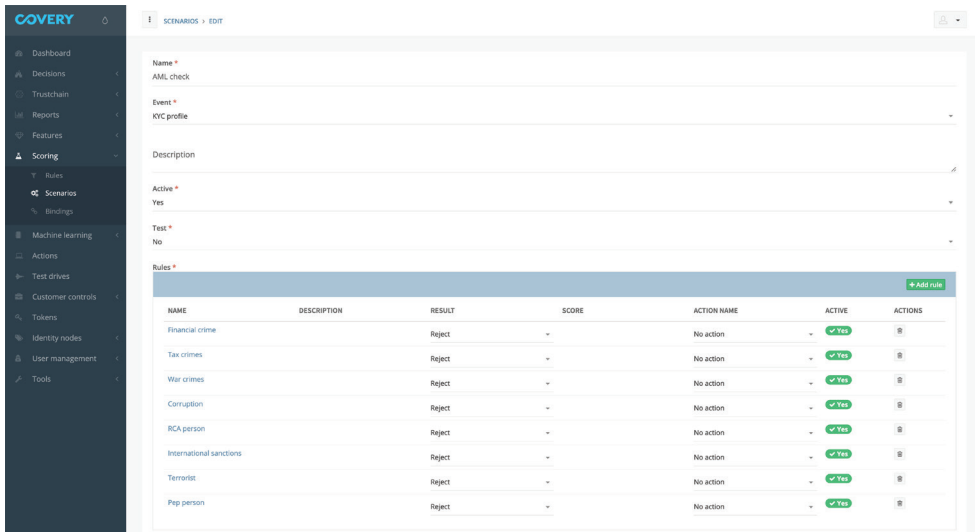 COVERY
SCENARIOS > EDIT
Dashboard
Decisions
Trustchain
Reports
Features
Scoring
Rules
Scenarios
Bindings
Machine learning
Actions
Test drives
Customer controls
Tokens
Identity nodes
User management
Tools
Name *
AML check
Event *
KYC profile
Description
Active *
Yes
Test *
No
Rules *
+ Add rule
NAME DESCRIPTION RESULT SCORE ACTION NAME ACTIVE ACTIONS
Financial crime Reject No action Yes
Tax crimes Reject No action Yes
War crimes Reject No action Yes
Corruption Reject No action Yes
RCA person Reject No action Yes
International sanctions Reject No action Yes
Terrorist Reject No action Yes
Pep person Reject No action Yes